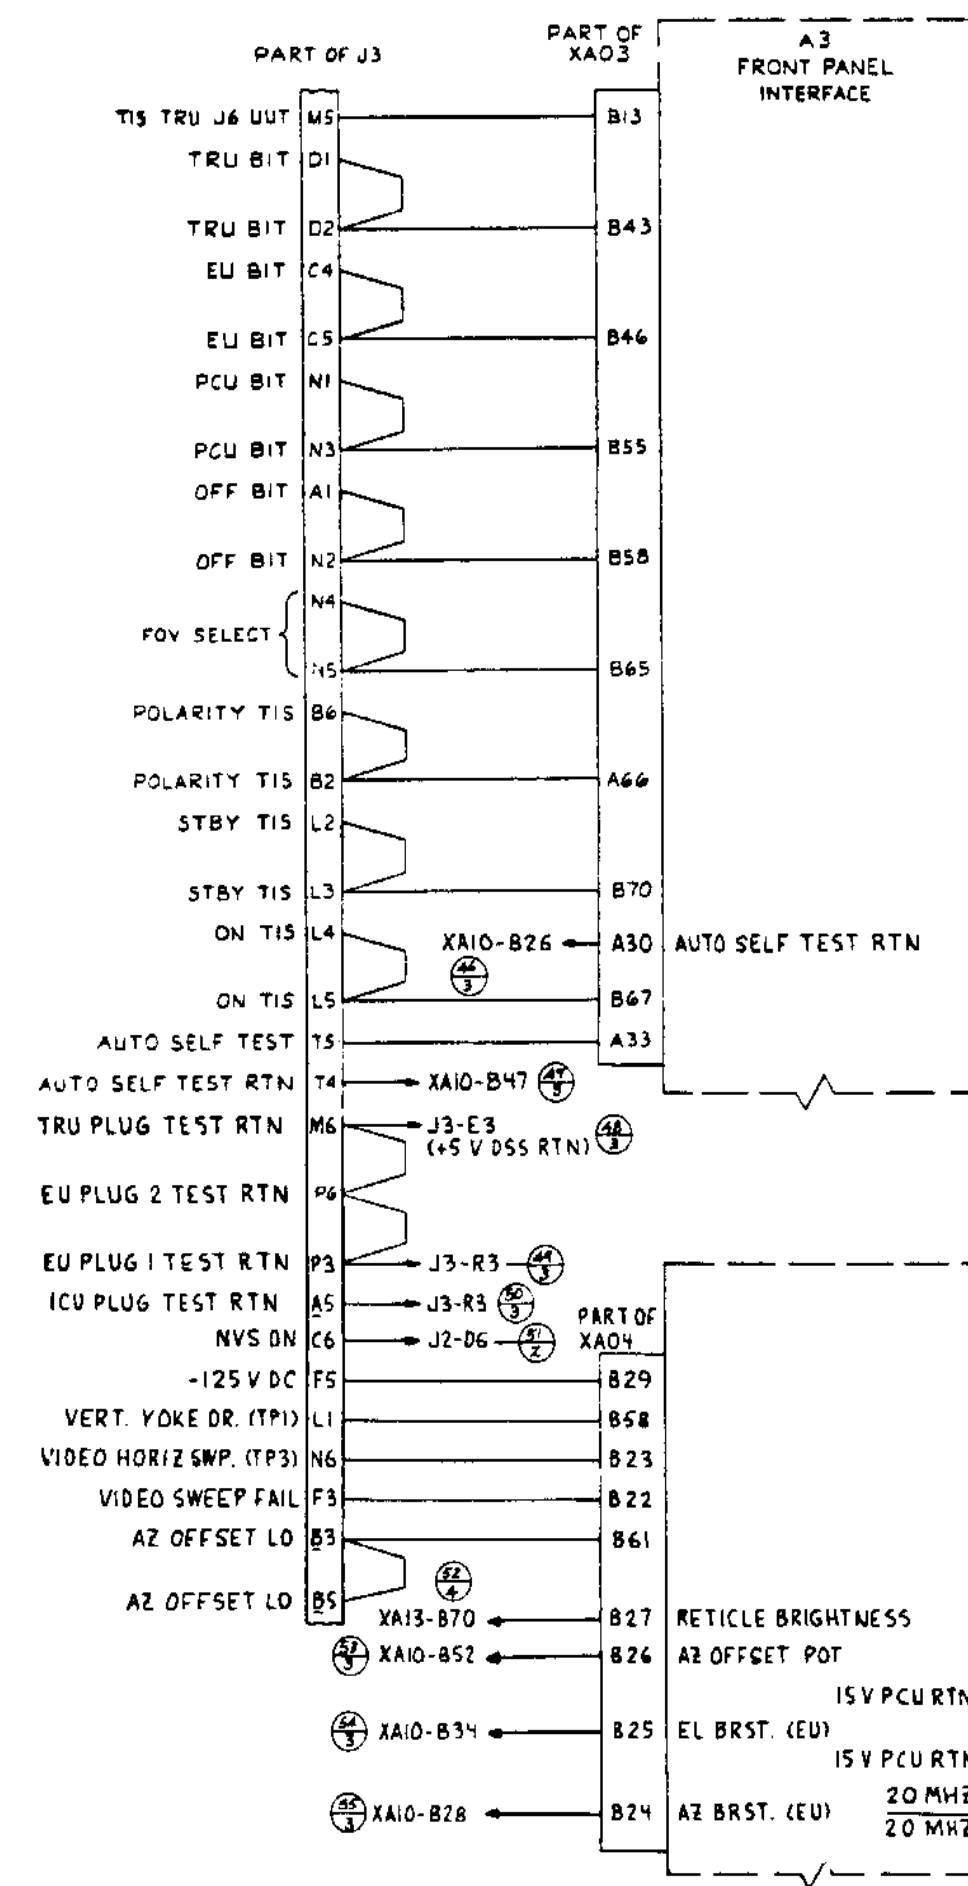 PART OF J3
PART OF
XA03
A3
FRONT PANEL
INTERFACE
TIS TRU J6 UUT M5 B13
TRU BIT D1
TRU BIT D2 B43
EU BIT C4
EU BIT C5 B46
PCU BIT N1
PCU BIT N3 B55
OFF BIT A1
OFF BIT N2 B58
N4
FOV SELECT
N5 B65
POLARITY TIS B6
POLARITY TIS B2 A66
STBY TIS L2
STBY TIS L3 B70
ON TIS L4 XA10-B26 A30 AUTO SELF TEST RTN
46
3
ON TIS L5 B67
AUTO SELF TEST T5 A33
AUTO SELF TEST RTN T4 XA10-B47 47
3
TRU PLUG TEST RTN M6 J3-E3
(+5 V DSS RTN) 48
3
EU PLUG 2 TEST RTN P6
EU PLUG 1 TEST RTN P3 J3-R3 49
3
ICU PLUG TEST RTN A5 J3-R3 50
3
PART OF
XA04
NVS ON C6 J2-D6 51
2
-125 V DC F5 B29
VERT. YOKE DR. (TP1) L1 B58
VIDEO HORIZ SWP. (TP3) N6 B23
VIDEO SWEEP FAIL F3 B22
AZ OFFSET LO B3 B61
52
4
AZ OFFSET LO B5
XA13-B70 B27 RETICLE BRIGHTNESS
53
3 XA10-B52 B26 AZ OFFSET POT
15 V PCU RTN
54
3 XA10-B34 B25 EL BRST. (EU)
15 V PCU RTN
20 MHZ
55
3 XA10-B28 B24 AZ BRST. (EU)
20 MHZ